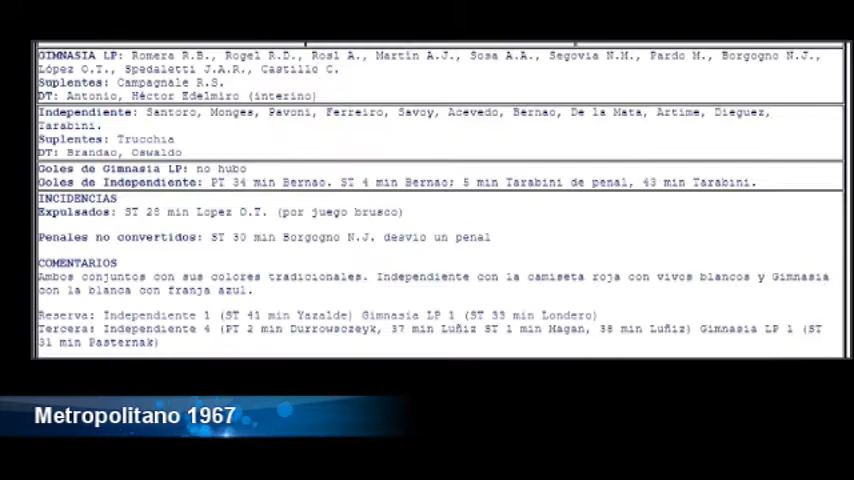 GIMNASIA LP: Romera R.B., Rogel R.D., Rosl A., Martin A.J., Sosa A.A., Segovia N.M., Pardo M., Borgogno N.J.,
López O.T., Spedaletti J.A.R., Castillo C.
Suplentes: Campagnale R.S.
DT: Antonio, Héctor Edelmiro (interino)
Independiente: Santoro, Monges, Pavoni, Ferreiro, Savoy, Acevedo, Bernao, De la Mata, Artime, Dieguez,
Tarabini.
Suplentes: Trucchia
DT: Brandao, Oswaldo
Goles de Gimnasia LP: no hubo
Goles de Independiente: PT 34 min Bernao. ST 4 min Bernao; 5 min Tarabini de penal, 43 min Tarabini.
INCIDENCIAS
Expulsados: ST 28 min Lopez O.T. (por juego brusco)
Penales no convertidos: ST 30 min Borgogno N.J. desvio un penal
COMENTARIOS
Ambos conjuntos con sus colores tradicionales. Independiente con la camiseta roja con vivos blancos y Gimnasia
con la blanca con franja azul.
Reserva: Independiente 1 (ST 41 min Yazalde) Gimnasia LP 1 (ST 33 min Londero)
Tercera: Independiente 4 (PT 2 min Durrowsczeyk, 37 min Luñiz ST 1 min Magan, 38 min Luñiz) Gimnasia LP 1 (ST
31 min Pasternak)
Metropolitano 1967